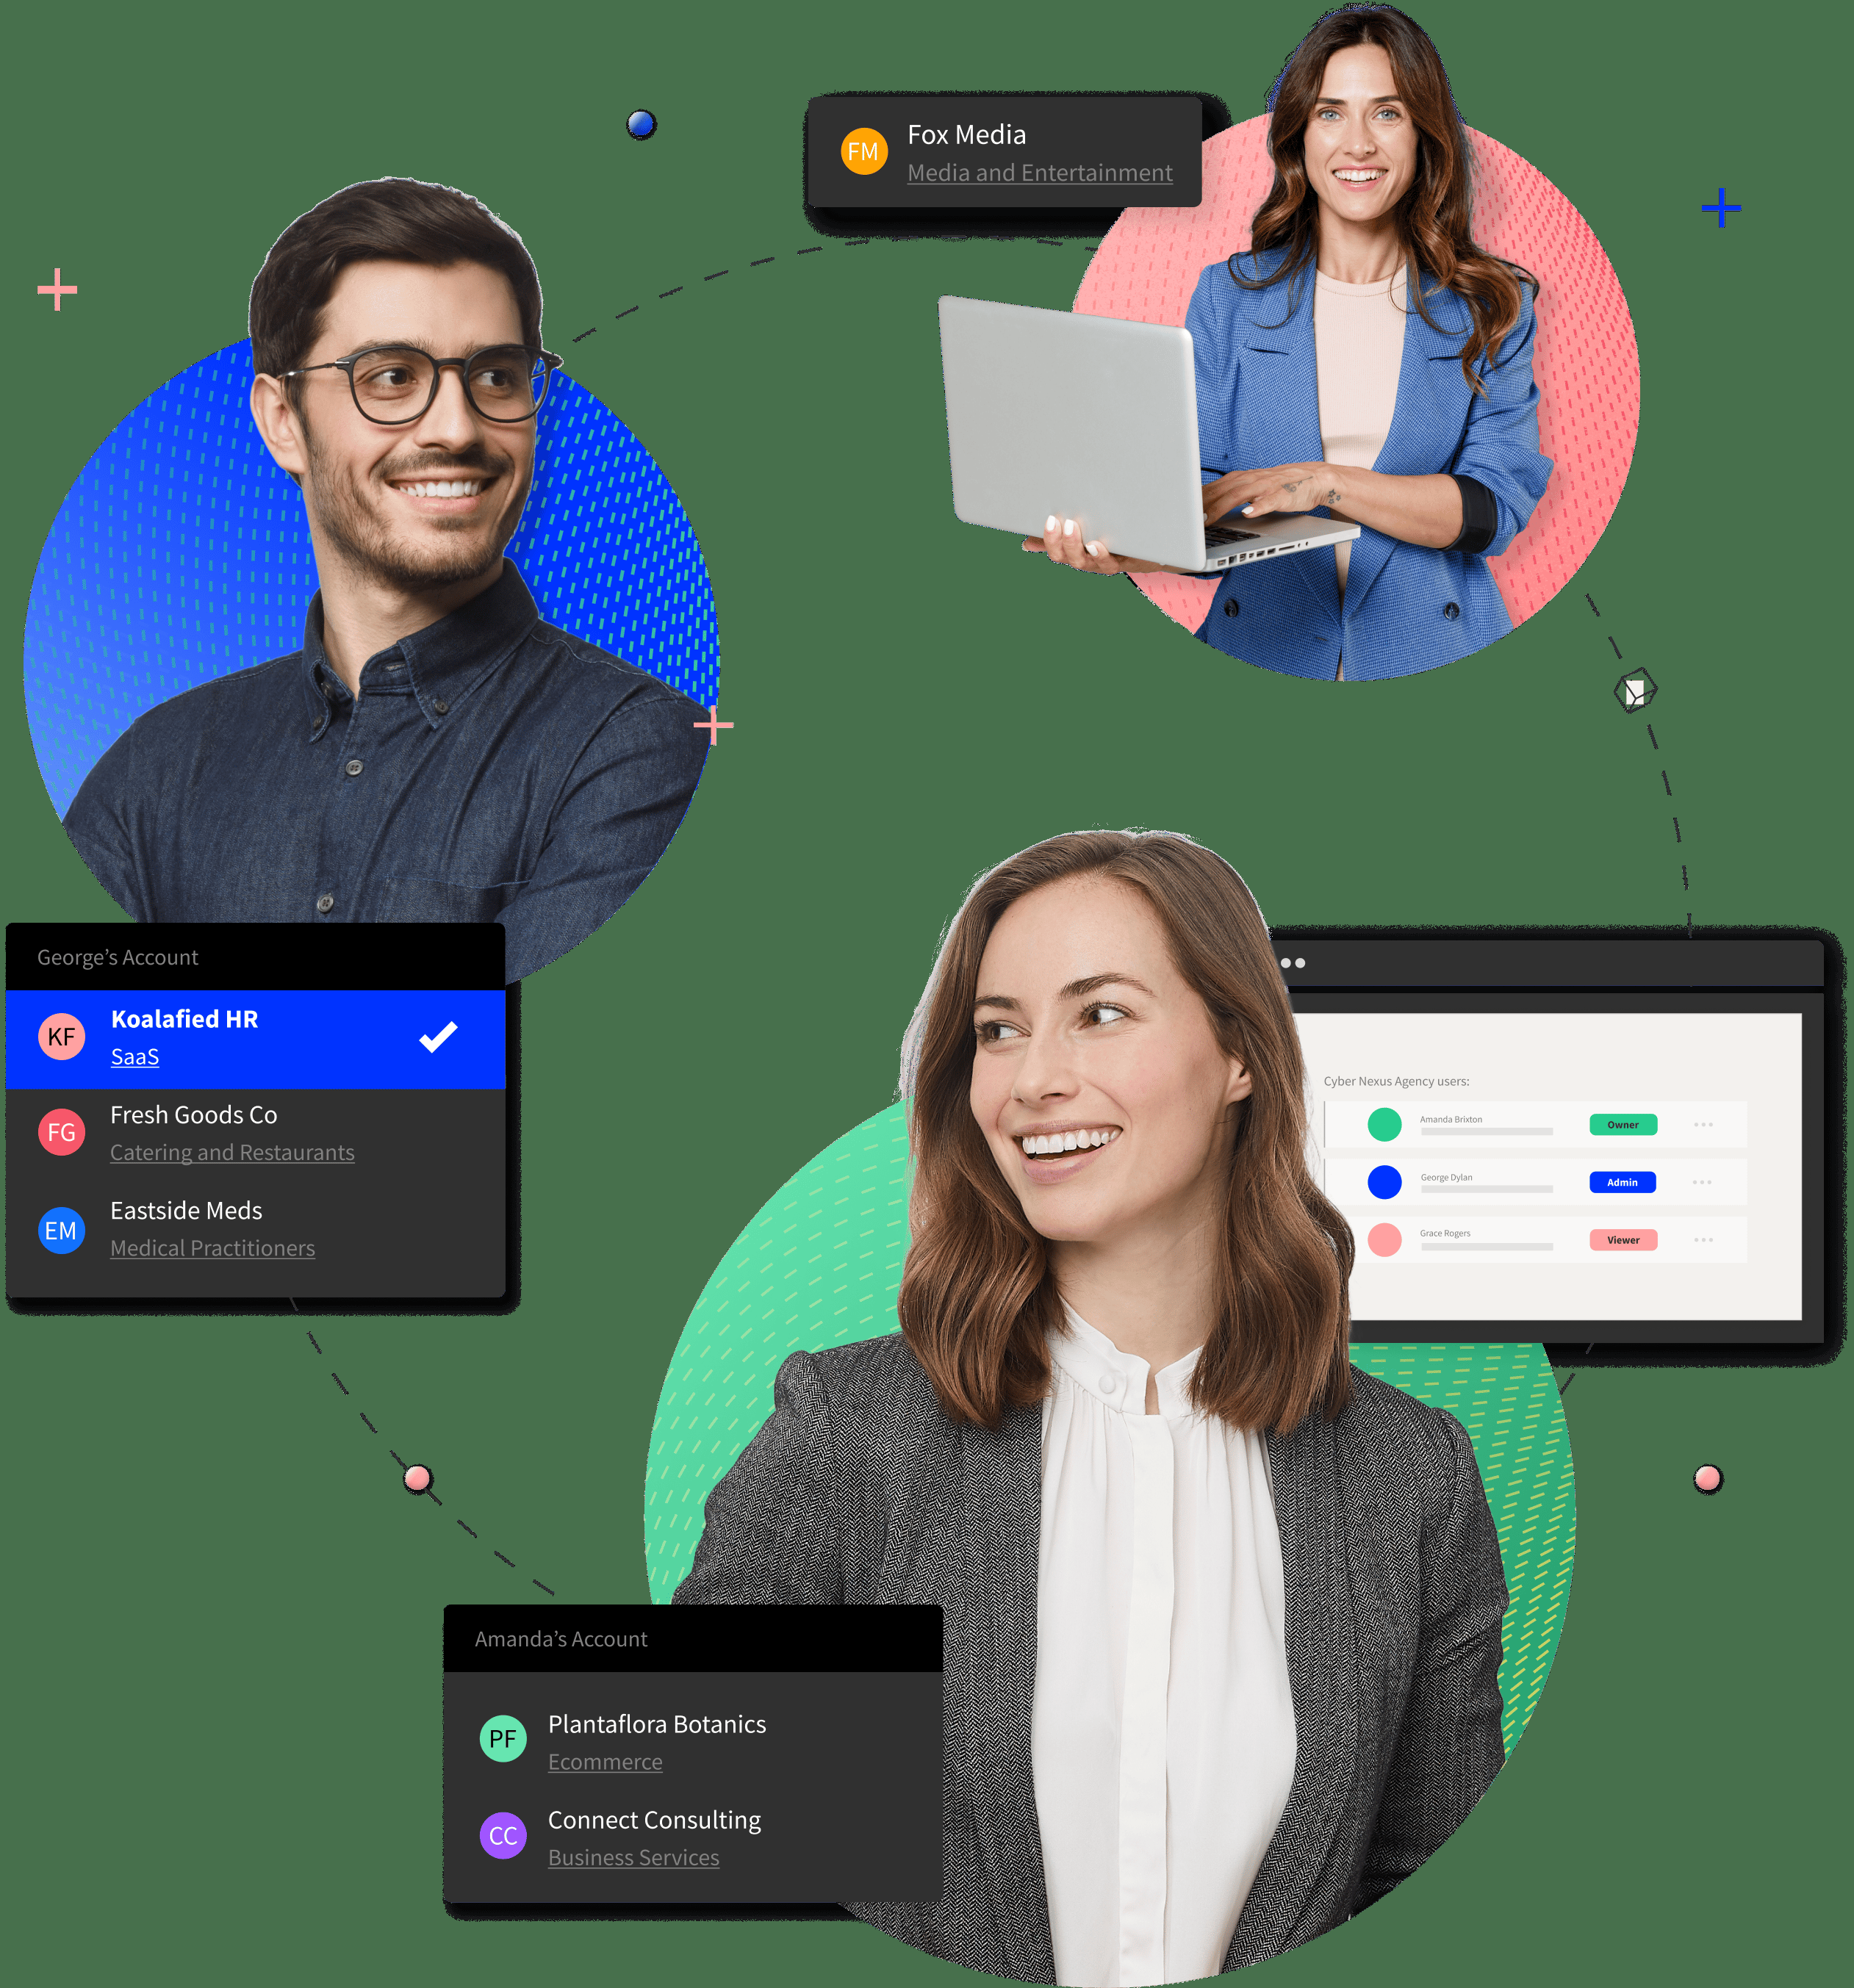 FM
Fox Media
Media and Entertainment
George’s Account
KF
Koalafied HR
SaaS
FG
Fresh Goods Co
Catering and Restaurants
EM
Eastside Meds
Medical Practitioners
Cyber Nexus Agency users:
Amanda Brixton
Owner
George Dylan
Admin
Grace Rogers
Viewer
Amanda’s Account
PF
Plantaflora Botanics
Ecommerce
CC
Connect Consulting
Business Services